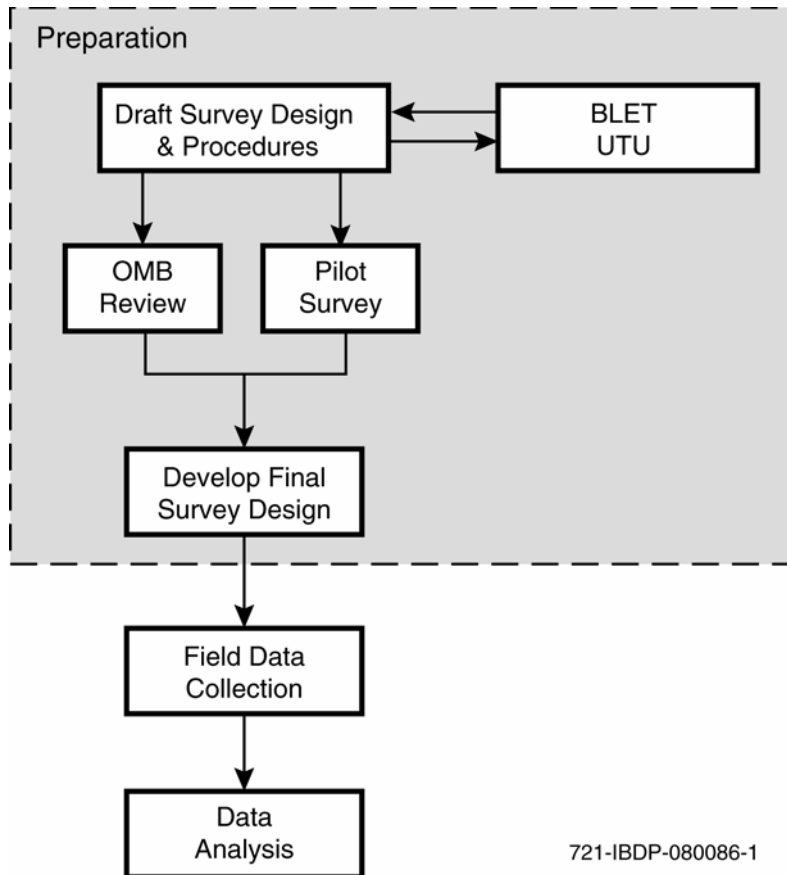 Preparation
Draft Survey Design
& Procedures
BLET
UTU
OMB
Review
Pilot
Survey
Develop Final
Survey Design
Field Data
Collection
Data
Analysis
721-IBDP-080086-1